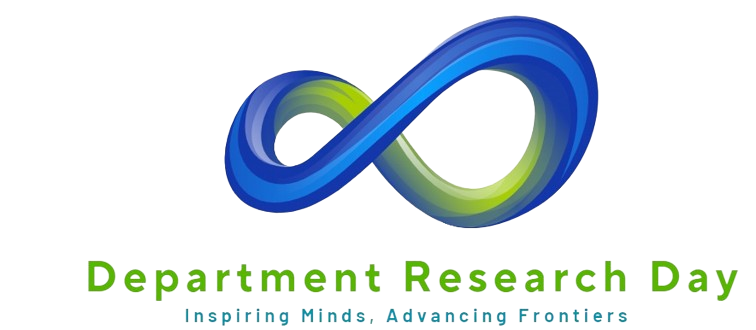 Department Research Day
Inspiring Minds, Advancing Frontiers